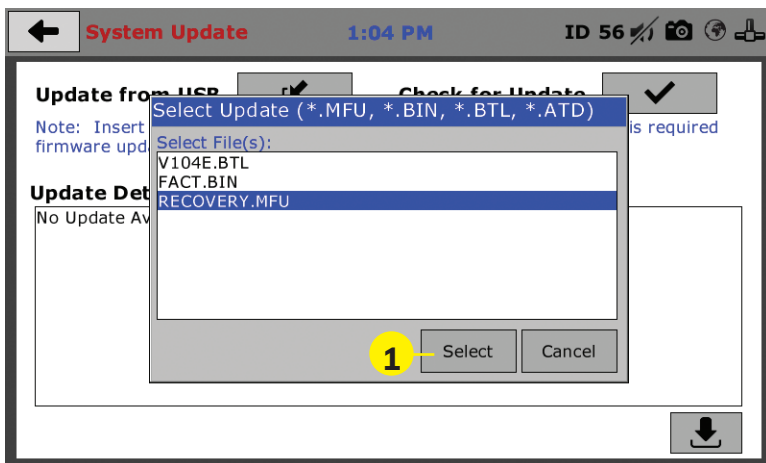 System Update 1:04 PM ID 56
Update from USB Check for Update
Select Update (*.MFU, *.BIN, *.BTL, *.ATD)
Note: Insert is required
firmware upd
Select File(s):
V104E.BTL
FACT.BIN
RECOVERY.MFU
Update Det
No Update Av
1 Select Cancel